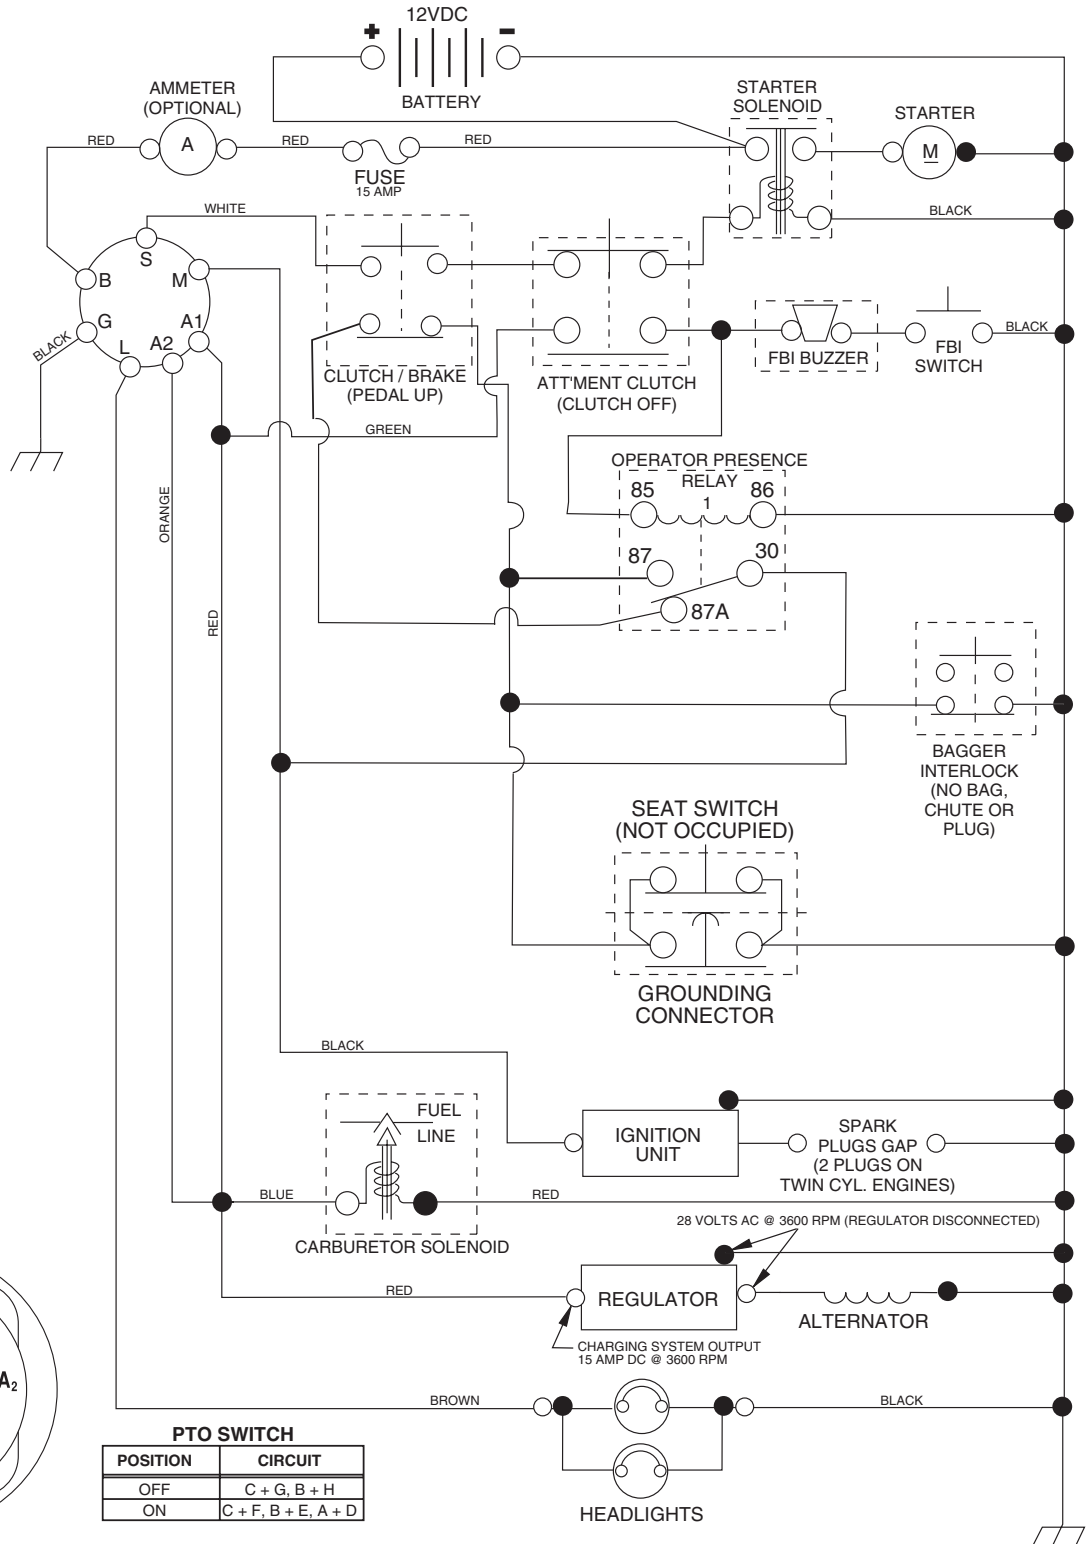 12VDC
+ -
BATTERY
AMMETER
(OPTIONAL)
STARTER
SOLENOID
STARTER
RED
A
RED
RED
M
FUSE
15 AMP
WHITE
BLACK
S
B
M
G
A1
L
A2
BLACK
CLUTCH / BRAKE
(PEDAL UP)
ATT'MENT CLUTCH
(CLUTCH OFF)
FBI BUZZER
FBI
SWITCH
BLACK
GREEN
OPERATOR PRESENCE
RELAY
1
85
86
87
30
87A
ORANGE
RED
BAGGER
INTERLOCK
(NO BAG,
CHUTE OR
PLUG)
SEAT SWITCH
(NOT OCCUPIED)
GROUNDING
CONNECTOR
BLACK
FUEL
LINE
IGNITION
UNIT
SPARK
PLUGS GAP
(2 PLUGS ON
TWIN CYL. ENGINES)
BLUE
RED
CARBURETOR SOLENOID
28 VOLTS AC @ 3600 RPM (REGULATOR DISCONNECTED)
RED
REGULATOR
ALTERNATOR
CHARGING SYSTEM OUTPUT
15 AMP DC @ 3600 RPM
A2
BROWN
BLACK
HEADLIGHTS
PTO SWITCH
POSITION CIRCUIT
OFF C + G, B + H
ON C + F, B + E, A + D